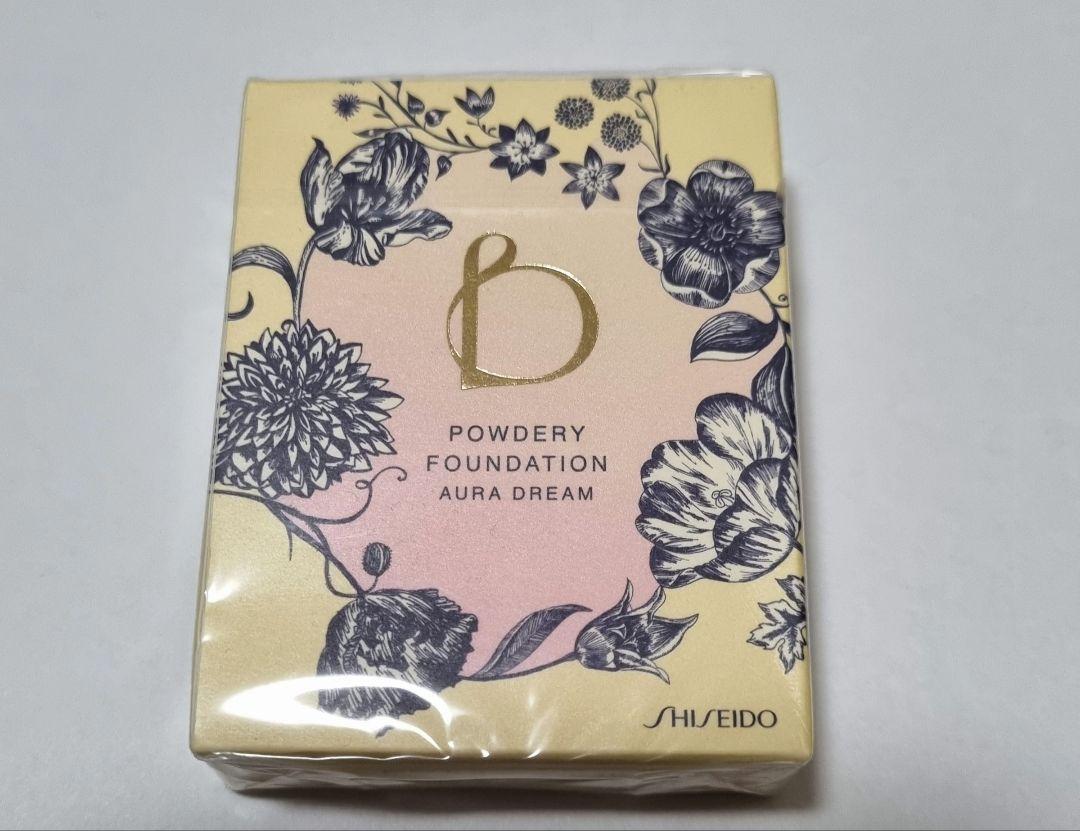 b
POWDERY
FOUNDATION
AURA DREAM
SHISEIDO